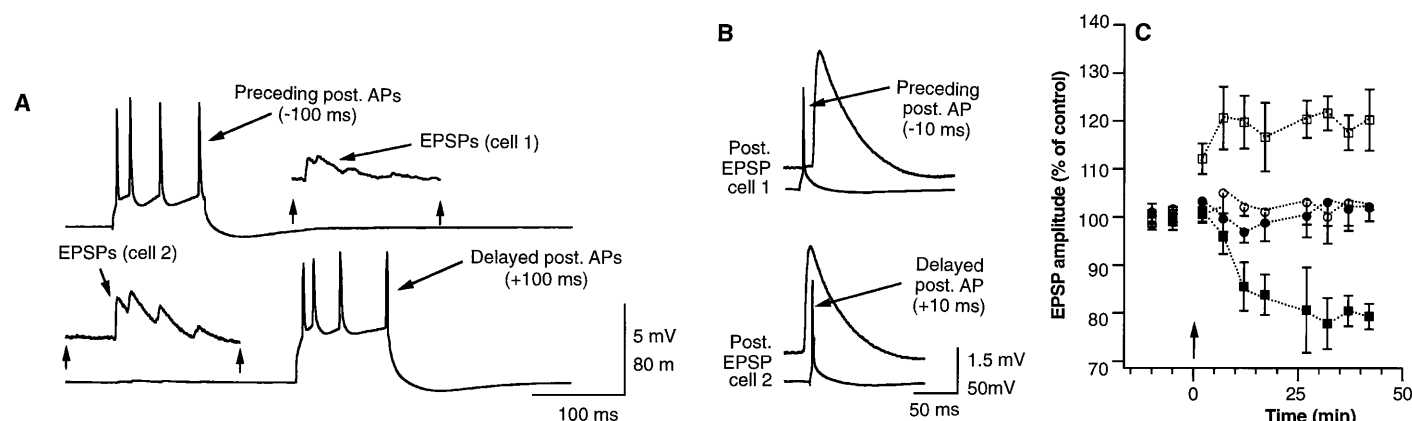 A
Preceding post. APs
(-100 ms)
EPSPs (cell 1)
EPSPs (cell 2)
Delayed post. APs
(+100 ms)
5 mV
80 m
100 ms
B
Preceding
post. AP
(-10 ms)
Post.
EPSP
cell 1
Delayed
post. AP
(+10 ms)
Post.
EPSP
cell 2
1.5 mV
50mV
50 ms
C
EPSP amplitude (% of control)
140
130
120
110
100
90
80
70
0
25
50
Time (min)